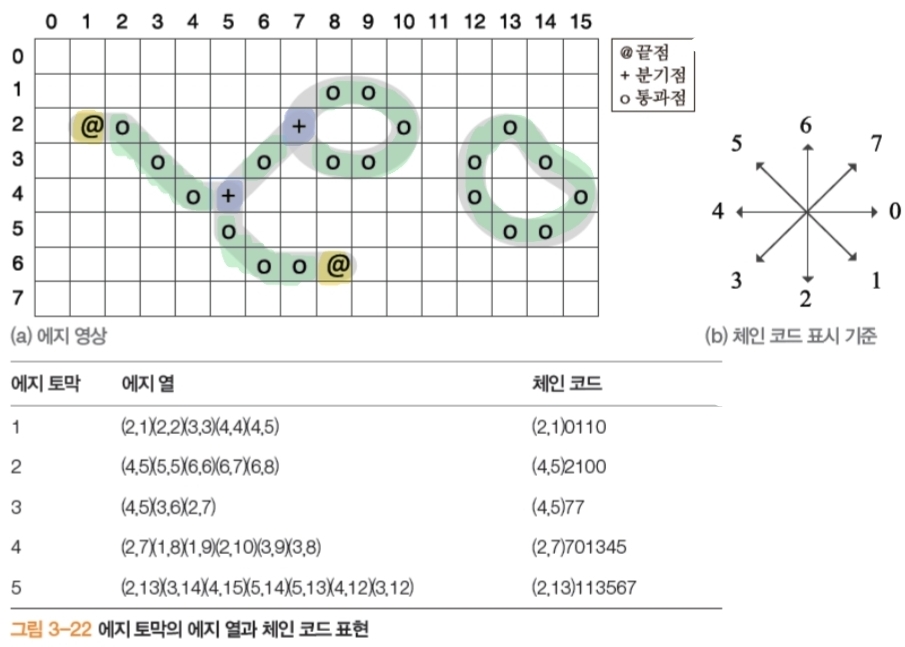 0 1 2 3 4 5 6 7 8 9 10 11 12 13 14 15
0
1 o o
2 @ o + o o
3 o o o o o o
4 o + o o
5 o o o
6 o o @
7
@끝점
+ 분기점
o 통과점
5 6 7
4 0
3 2 1
(a) 에지 영상
(b) 체인 코드 표시 기준
에지 토막 에지 열 체인 코드
1 (2,1)(2,2)(3,3)(4,4)(4,5) (2,1)0110
2 (4,5)(5,5)(6,6)(6,7)(6,8) (4,5)2100
3 (4,5)(3,6)(2,7) (4,5)77
4 (2,7)(1,8)(1,9)(2,10)(3,9)(3,8) (2,7)701345
5 (2,13)(3,14)(4,15)(5,14)(5,13)(4,12)(3,12) (2,13)113567
그림 3-22 에지 토막의 에지 열과 체인 코드 표현